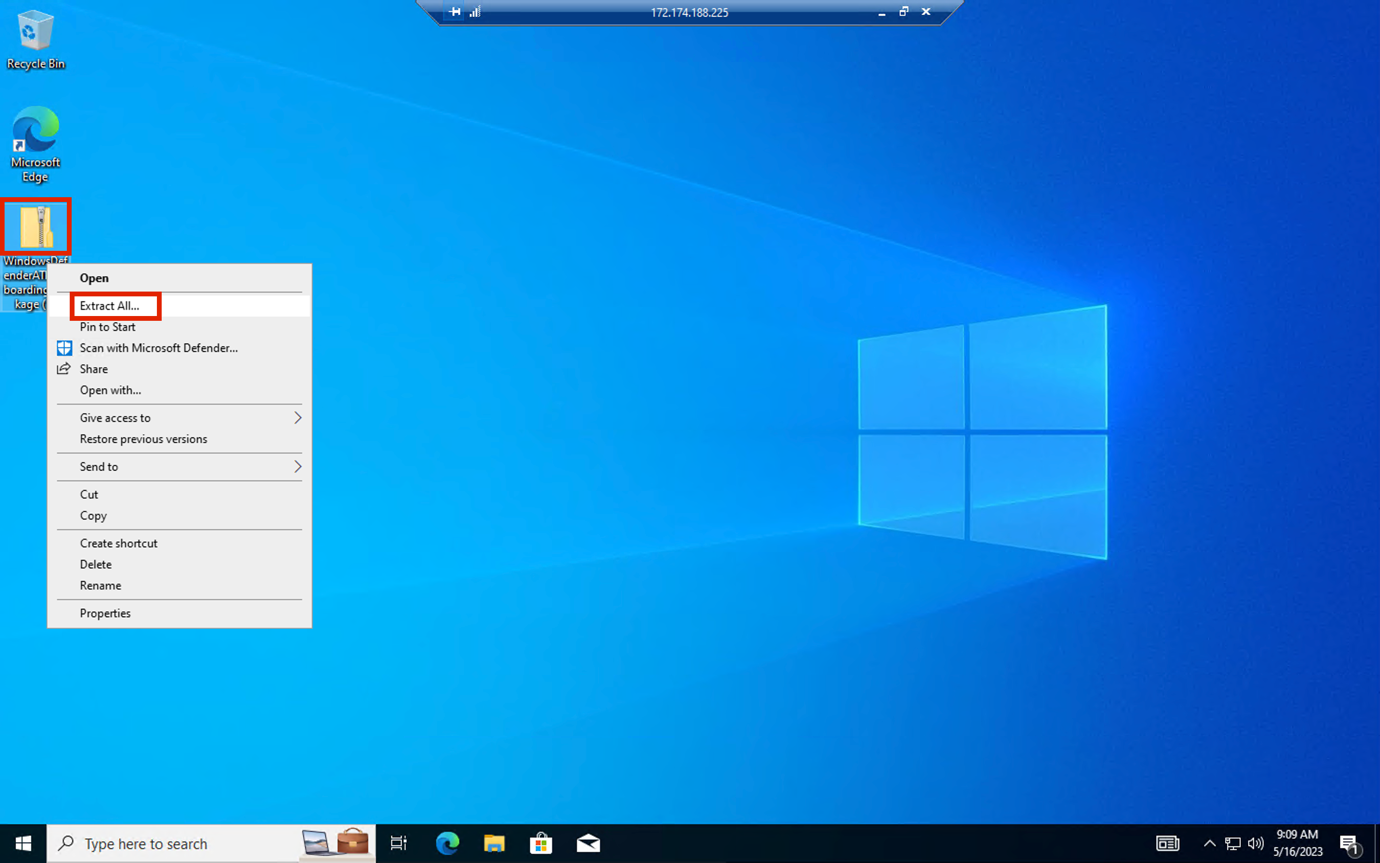 172.174.188.225
Recycle Bin
Microsoft
Edge
WindowsDef
enderAT
boarding
kage (
Open
Extract All...
Pin to Start
Scan with Microsoft Defender...
Share
Open with...
Give access to
Restore previous versions
Send to
Cut
Copy
Create shortcut
Delete
Rename
Properties
Type here to search
9:09 AM
5/16/2023
1